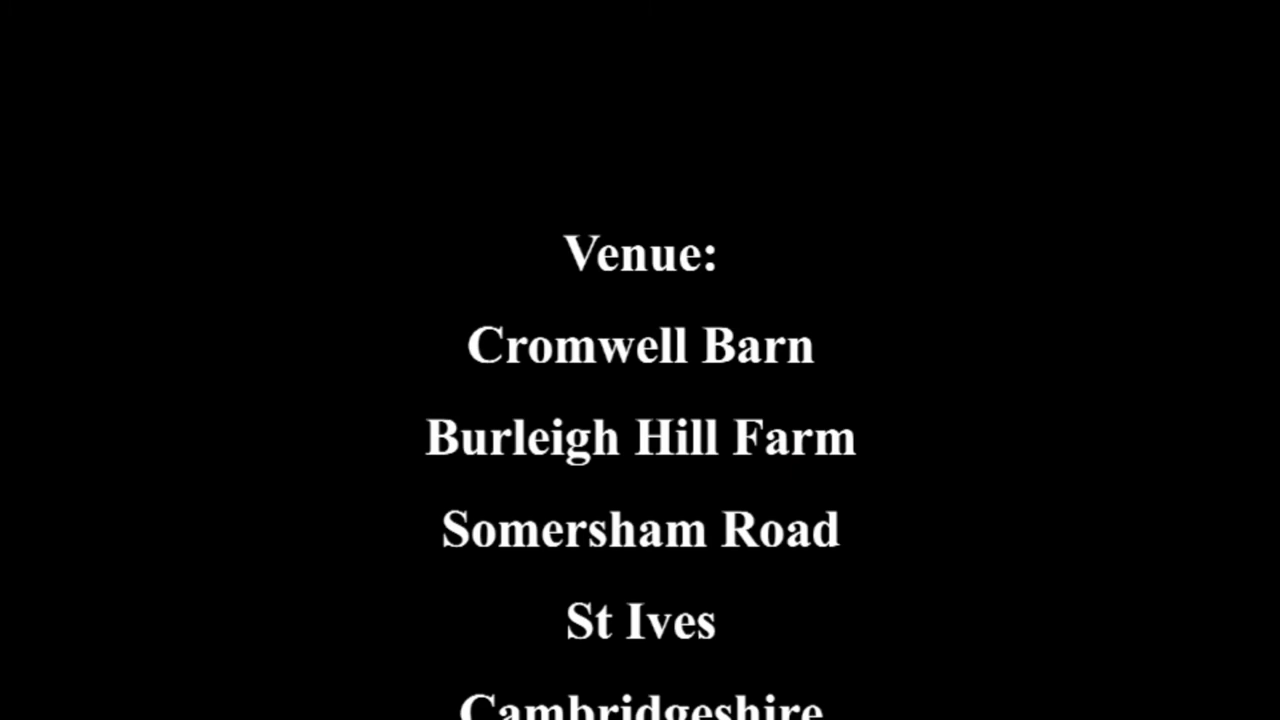 Venue:
Cromwell Barn
Burleigh Hill Farm
Somersham Road
St Ives
Cambridgeshire